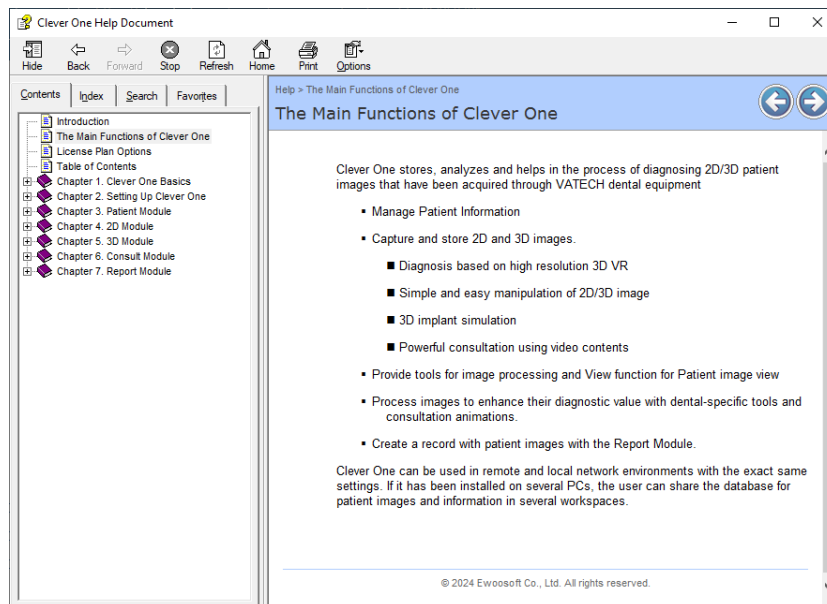 Clever One Help Document
Hide Back Forward Stop Refresh Home Print Options
Contents Index Search Favorites
Introduction
The Main Functions of Clever One
License Plan Options
Table of Contents
Chapter 1. Clever One Basics
Chapter 2. Setting Up Clever One
Chapter 3. Patient Module
Chapter 4. 2D Module
Chapter 5. 3D Module
Chapter 6. Consult Module
Chapter 7. Report Module
Help > The Main Functions of Clever One
The Main Functions of Clever One
Clever One stores, analyzes and helps in the process of diagnosing 2D/3D patient
images that have been acquired through VATECH dental equipment
▪ Manage Patient Information
▪ Capture and store 2D and 3D images.
■ Diagnosis based on high resolution 3D VR
■ Simple and easy manipulation of 2D/3D image
■ 3D implant simulation
■ Powerful consultation using video contents
▪ Provide tools for image processing and View function for Patient image view
▪ Process images to enhance their diagnostic value with dental-specific tools and
consultation animations.
▪ Create a record with patient images with the Report Module.
Clever One can be used in remote and local network environments with the exact same
settings. If it has been installed on several PCs, the user can share the database for
patient images and information in several workspaces.
© 2024 Ewoosoft Co., Ltd. All rights reserved.